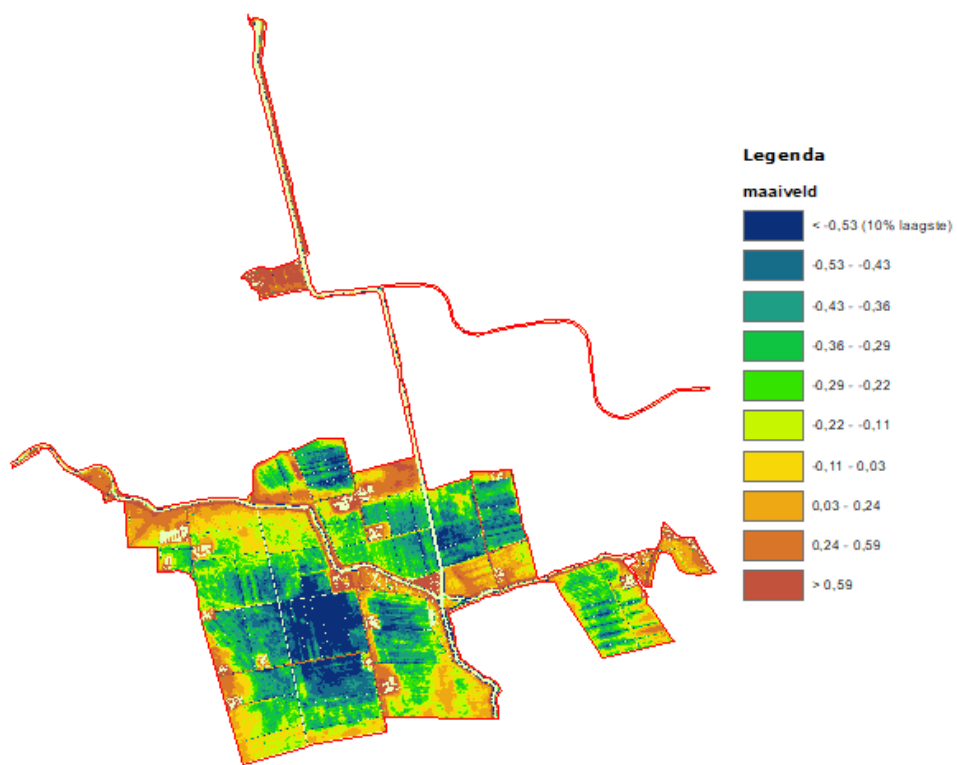 Legenda
maaiveld
< -0,53 (10% laagste)
-0,53 - -0,43
-0,43 - -0,36
-0,36 - -0,29
-0,29 - -0,22
-0,22 - -0,11
-0,11 - 0,03
0,03 - 0,24
0,24 - 0,59
> 0,59